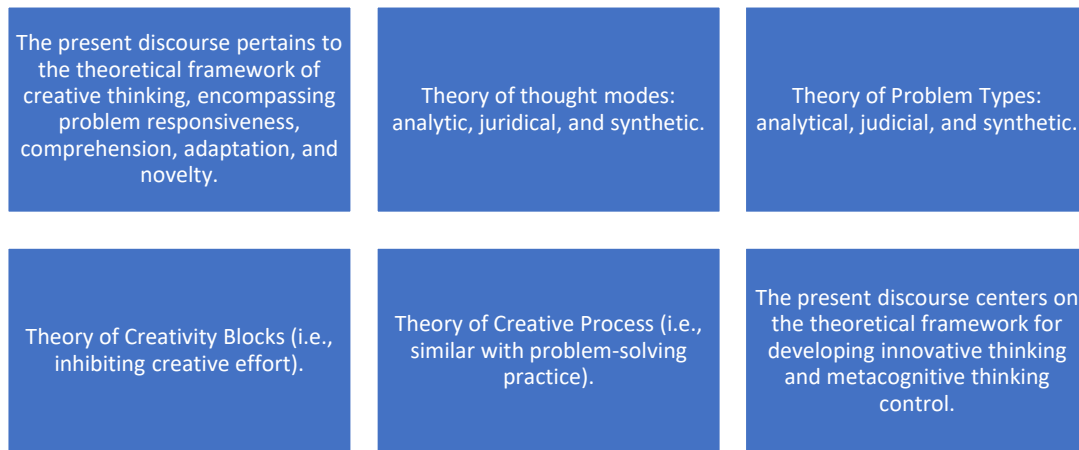 The present discourse pertains to
the theoretical framework of
creative thinking, encompassing
problem responsiveness,
comprehension, adaptation, and
novelty.
Theory of thought modes:
analytic, juridical, and synthetic.
Theory of Problem Types:
analytical, judicial, and synthetic.
Theory of Creativity Blocks (i.e.,
inhibiting creative effort).
Theory of Creative Process (i.e.,
similar with problem-solving
practice).
The present discourse centers on
the theoretical framework for
developing innovative thinking
and metacognitive thinking
control.